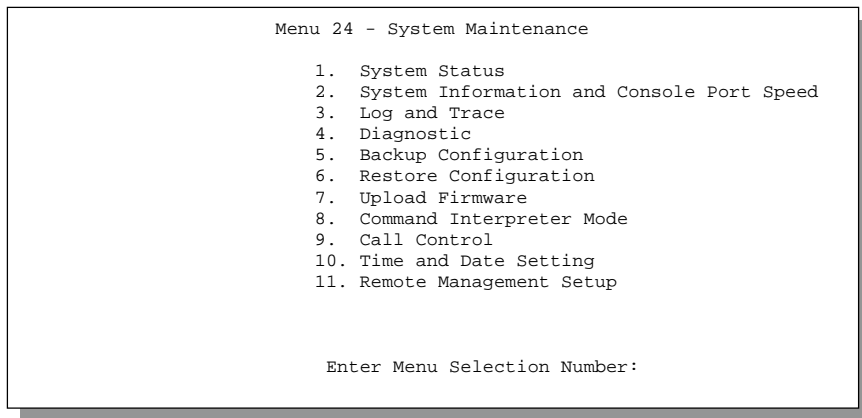 Menu 24 - System Maintenance
1. System Status
2. System Information and Console Port Speed
3. Log and Trace
4. Diagnostic
5. Backup Configuration
6. Restore Configuration
7. Upload Firmware
8. Command Interpreter Mode
9. Call Control
10. Time and Date Setting
11. Remote Management Setup
Enter Menu Selection Number: